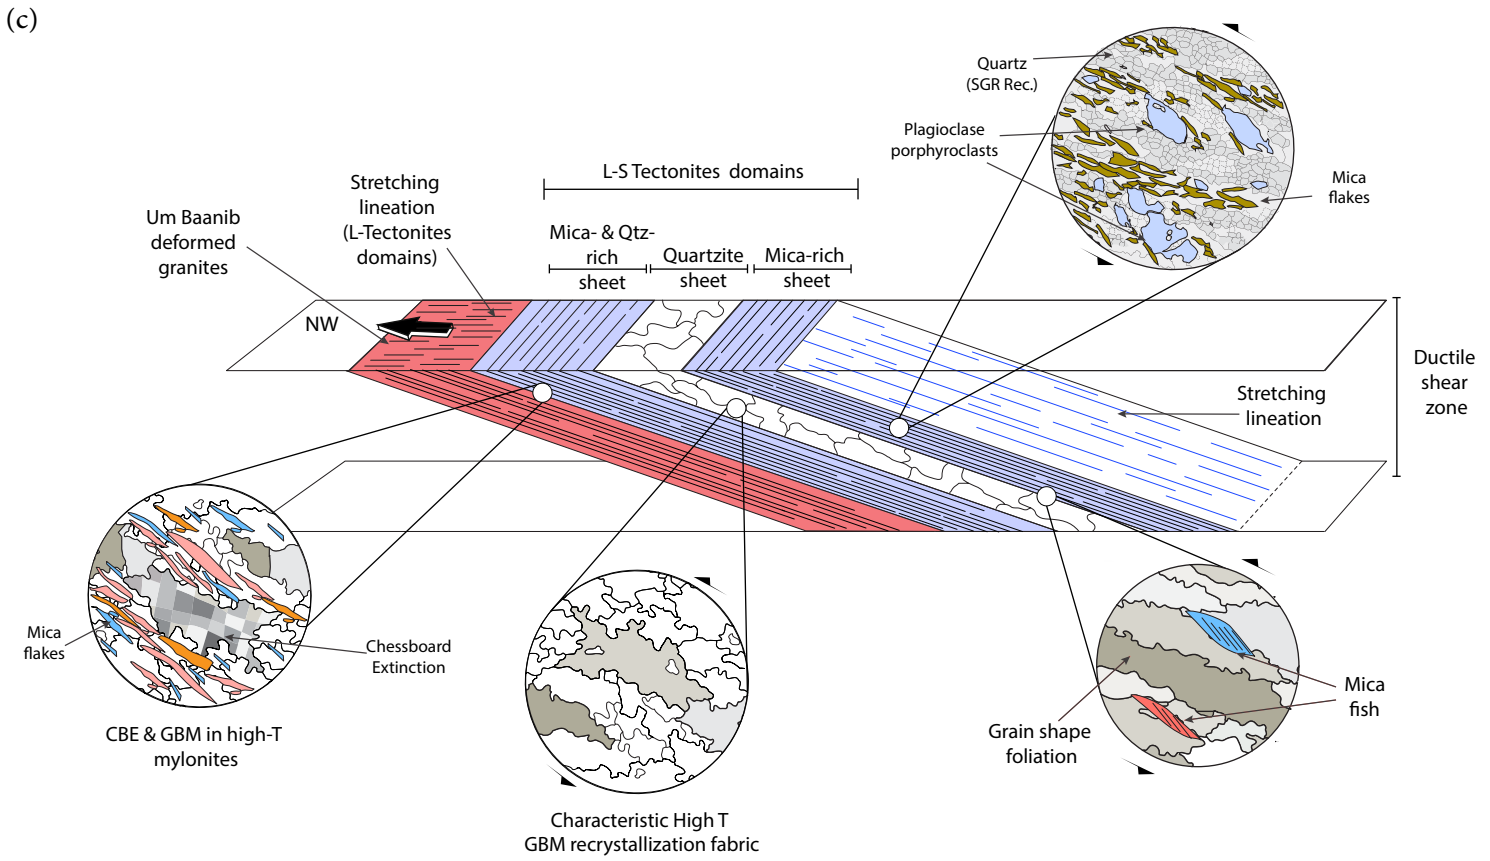 (c)
Quartz
(SGR Rec.)
Plagioclase
porphyroclasts
Mica
flakes
L-S Tectonites domains
Stretching
lineation
(L-Tectonites
domains)
Um Baanib
deformed
granites
Mica- & Qtz-
rich
sheet
Quartzite
sheet
Mica-rich
sheet
NW
Ductile
shear
zone
Stretching
lineation
Mica
flakes
Chessboard
Extinction
CBE & GBM in high-T
mylonites
Characteristic High T
GBM recrystallization fabric
Grain shape
foliation
Mica
fish